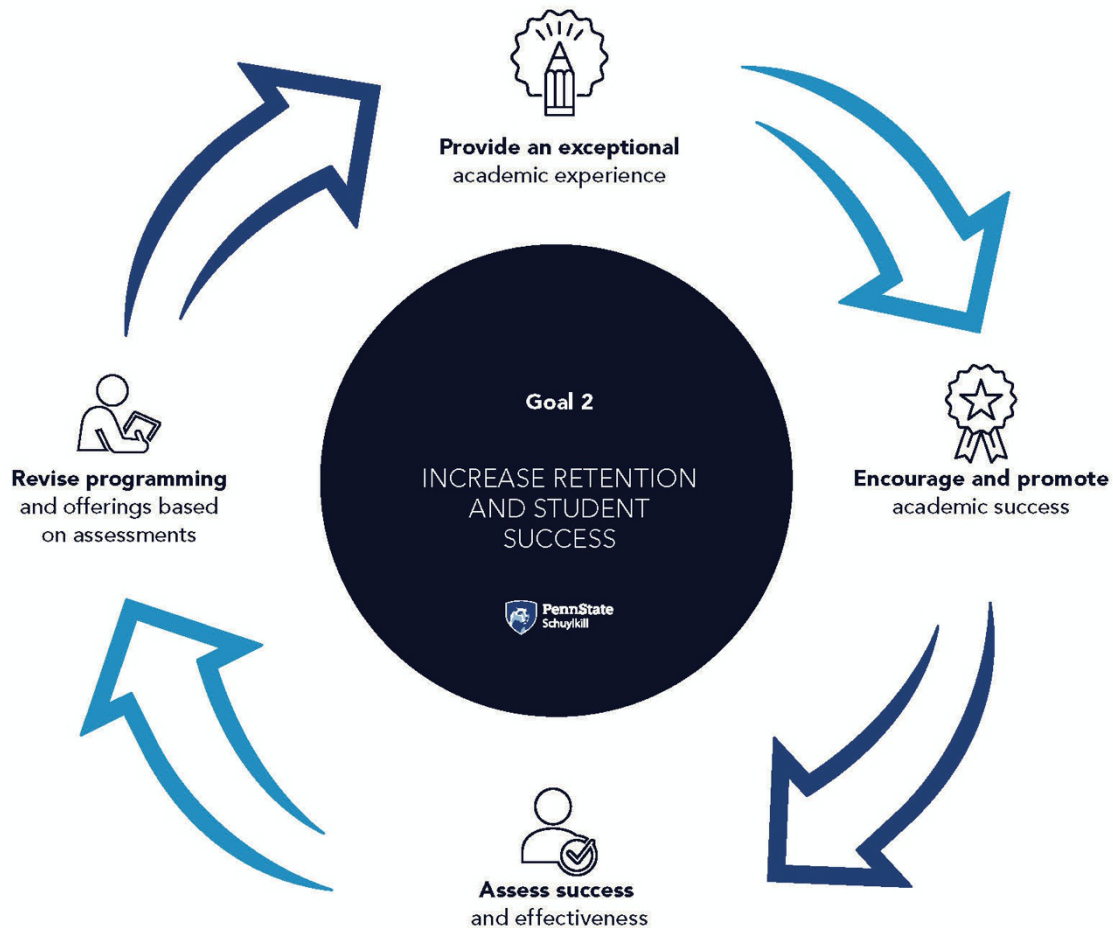 Provide an exceptional
academic experience
Encourage and promote
academic success
Assess success
and effectiveness
Revise programming
and offerings based
on assessments
Goal 2
INCREASE RETENTION
AND STUDENT
SUCCESS
PennState
Schuylkill